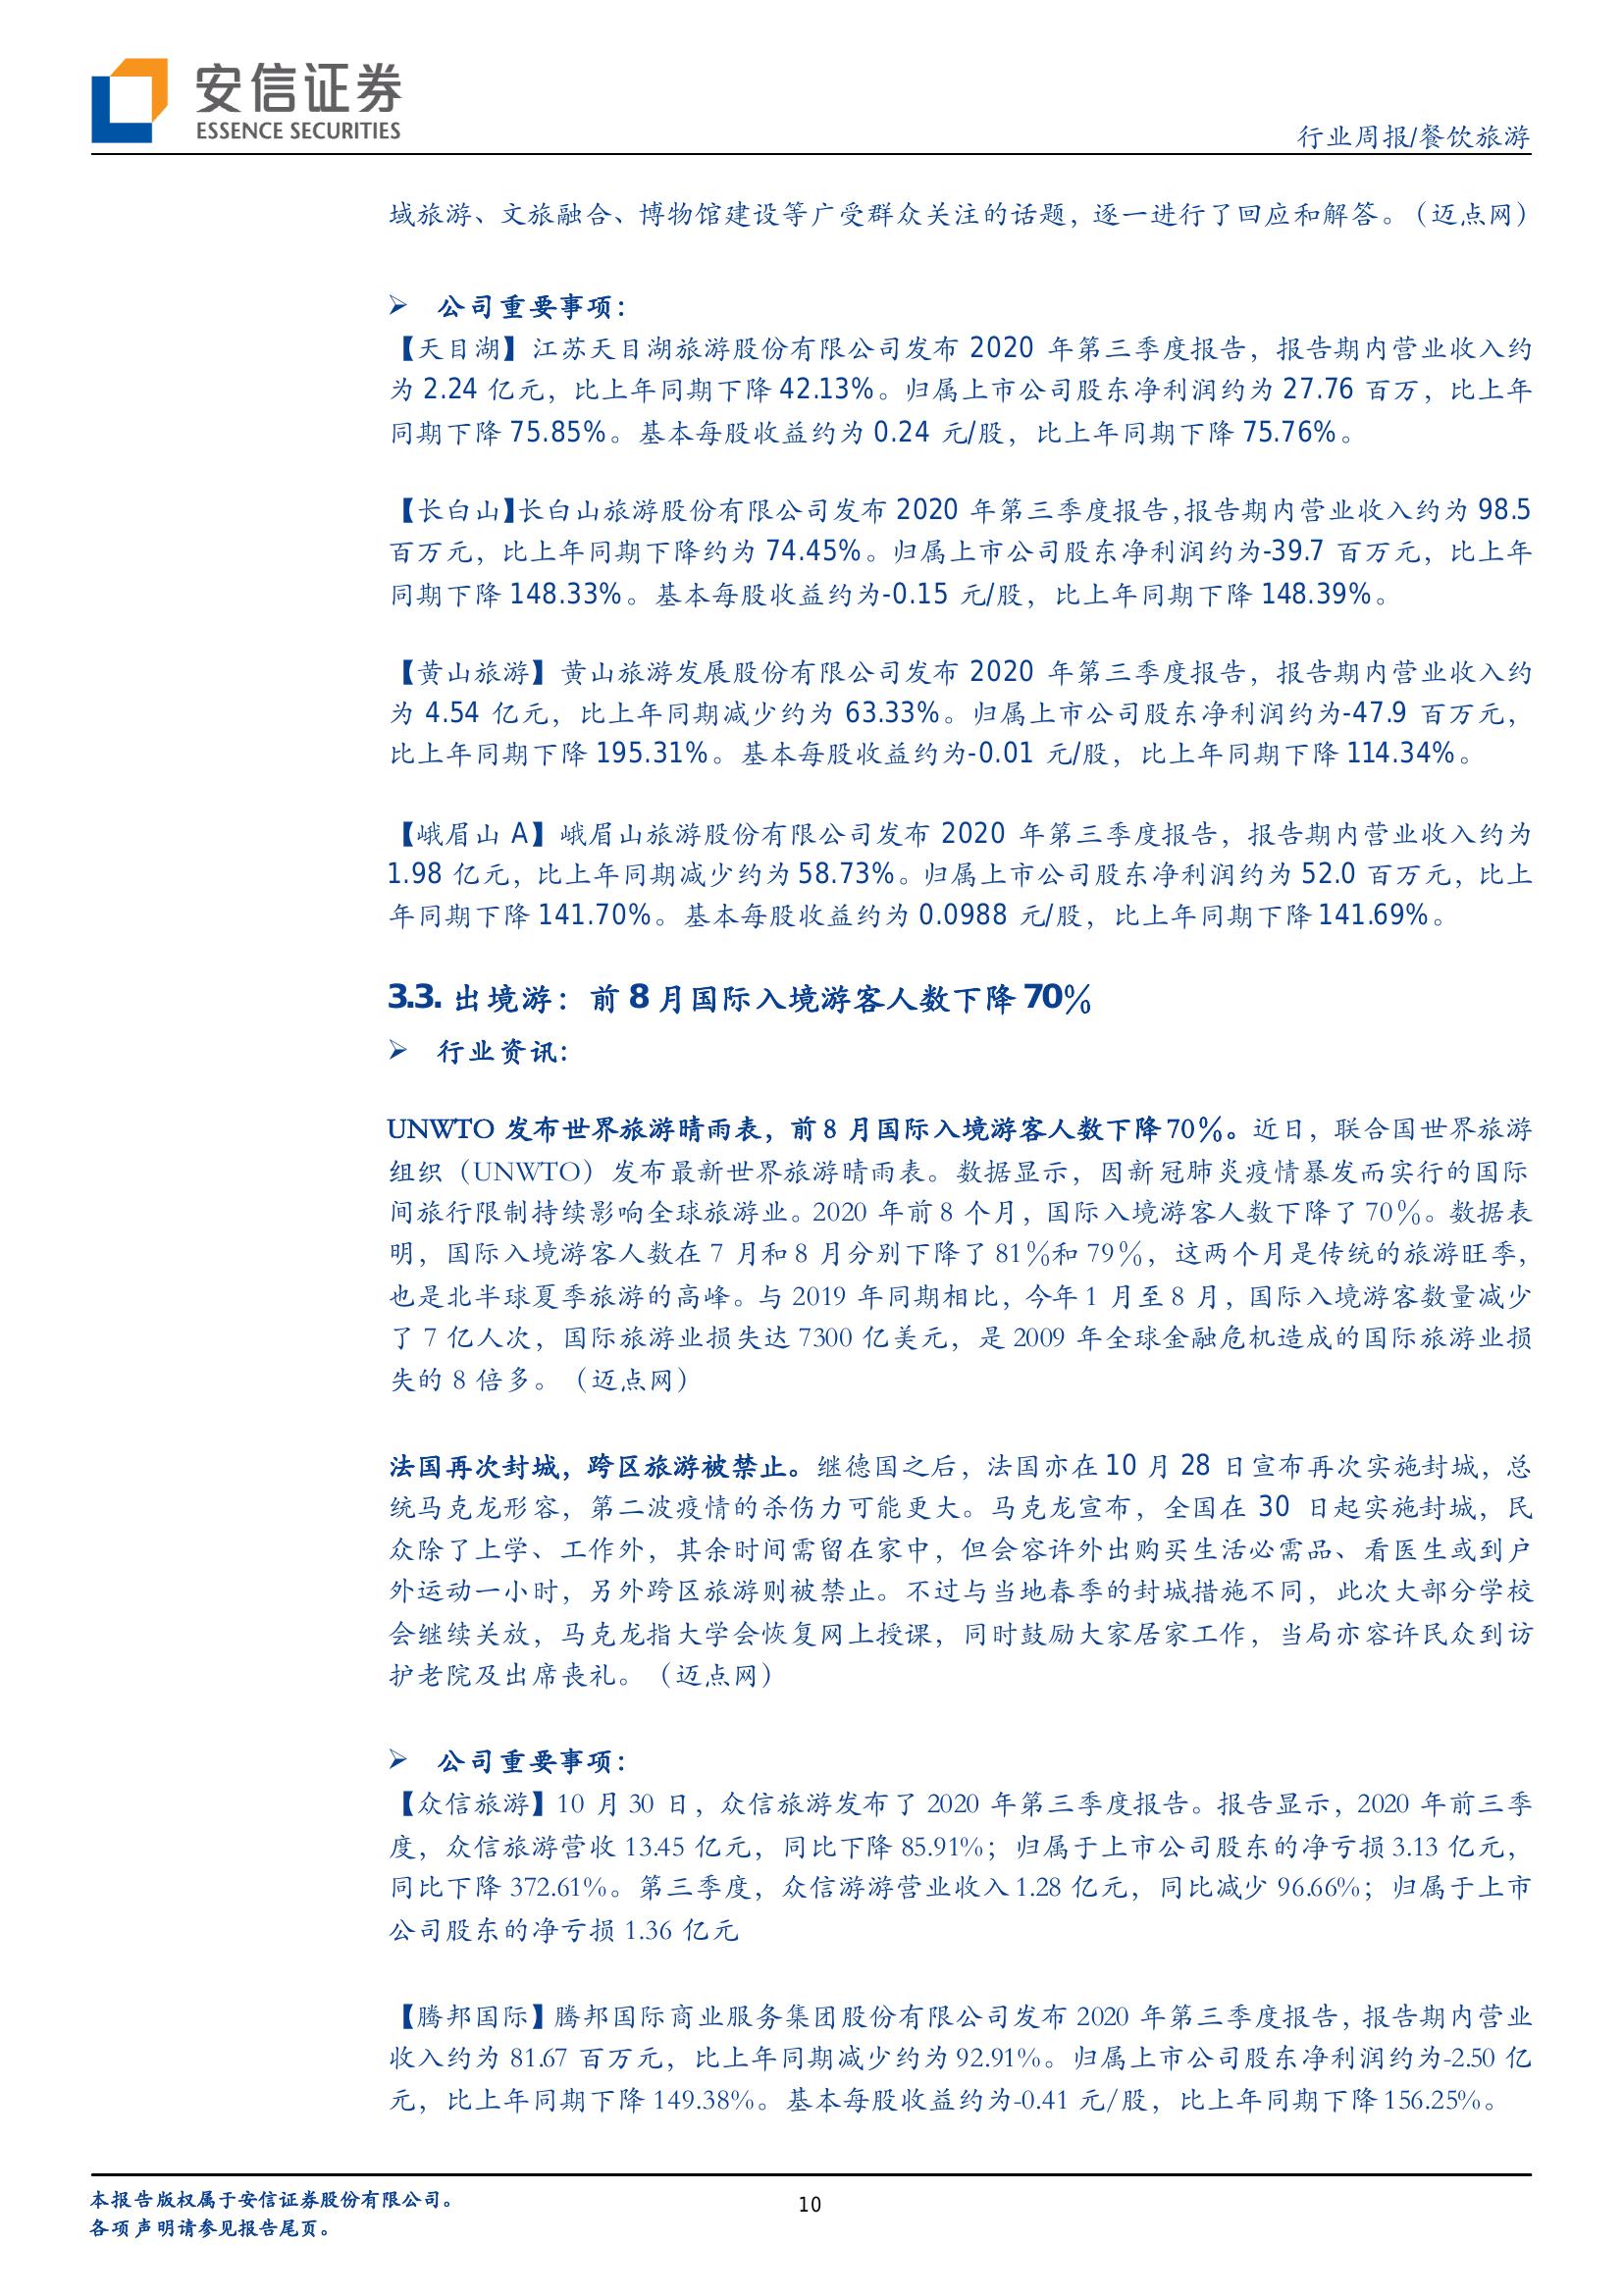 安信证券
ESSENCE SECURITIES
行业周报/餐饮旅游
域旅游、文旅融合、博物馆建设等广受群众关注的话题，逐一进行了回应和解答。（迈点网）
➢ 公司重要事项：
【天目湖】江苏天目湖旅游股份有限公司发布 2020 年第三季度报告，报告期内营业收入约
为 2.24 亿元，比上年同期下降 42.13%。归属上市公司股东净利润约为 27.76 百万，比上年
同期下降 75.85%。基本每股收益约为 0.24 元/股，比上年同期下降 75.76%。
【长白山】长白山旅游股份有限公司发布 2020 年第三季度报告,报告期内营业收入约为 98.5
百万元，比上年同期下降约为 74.45%。归属上市公司股东净利润约为-39.7 百万元，比上年
同期下降 148.33%。基本每股收益约为-0.15 元/股，比上年同期下降 148.39%。
【黄山旅游】黄山旅游发展股份有限公司发布 2020 年第三季度报告，报告期内营业收入约
为 4.54 亿元，比上年同期减少约为 63.33%。归属上市公司股东净利润约为-47.9 百万元，
比上年同期下降 195.31%。基本每股收益约为-0.01 元/股，比上年同期下降 114.34%。
【峨眉山 A】峨眉山旅游股份有限公司发布 2020 年第三季度报告，报告期内营业收入约为
1.98 亿元，比上年同期减少约为 58.73%。归属上市公司股东净利润约为 52.0 百万元，比上
年同期下降 141.70%。基本每股收益约为 0.0988 元/股，比上年同期下降 141.69%。
3.3. 出境游：前 8 月国际入境游客人数下降 70％
➢ 行业资讯：
UNWTO 发布世界旅游晴雨表，前 8 月国际入境游客人数下降 70％。近日，联合国世界旅游
组织（UNWTO）发布最新世界旅游晴雨表。数据显示，因新冠肺炎疫情暴发而实行的国际
间旅行限制持续影响全球旅游业。2020 年前 8 个月，国际入境游客人数下降了 70％。数据表
明，国际入境游客人数在 7 月和 8 月分别下降了 81％和 79％，这两个月是传统的旅游旺季，
也是北半球夏季旅游的高峰。与 2019 年同期相比，今年 1 月至 8 月，国际入境游客数量减少
了 7 亿人次，国际旅游业损失达 7300 亿美元，是 2009 年全球金融危机造成的国际旅游业损
失的 8 倍多。（迈点网）
法国再次封城，跨区旅游被禁止。继德国之后，法国亦在 10 月 28 日宣布再次实施封城，总
统马克龙形容，第二波疫情的杀伤力可能更大。马克龙宣布，全国在 30 日起实施封城，民
众除了上学、工作外，其余时间需留在家中，但会容许外出购买生活必需品、看医生或到户
外运动一小时，另外跨区旅游则被禁止。不过与当地春季的封城措施不同，此次大部分学校
会继续关放，马克龙指大学会恢复网上授课，同时鼓励大家居家工作，当局亦容许民众到访
护老院及出席丧礼。（迈点网）
➢ 公司重要事项：
【众信旅游】10 月 30 日，众信旅游发布了 2020 年第三季度报告。报告显示，2020 年前三季
度，众信旅游营收 13.45 亿元，同比下降 85.91%；归属于上市公司股东的净亏损 3.13 亿元，
同比下降 372.61%。第三季度，众信游游营业收入 1.28 亿元，同比减少 96.66%；归属于上市
公司股东的净亏损 1.36 亿元
【腾邦国际】腾邦国际商业服务集团股份有限公司发布 2020 年第三季度报告，报告期内营业
收入约为 81.67 百万元，比上年同期减少约为 92.91%。归属上市公司股东净利润约为-2.50 亿
元，比上年同期下降 149.38%。基本每股收益约为-0.41 元/股，比上年同期下降 156.25%。
本报告版权属于安信证券股份有限公司。
各项声明请参见报告尾页。
10